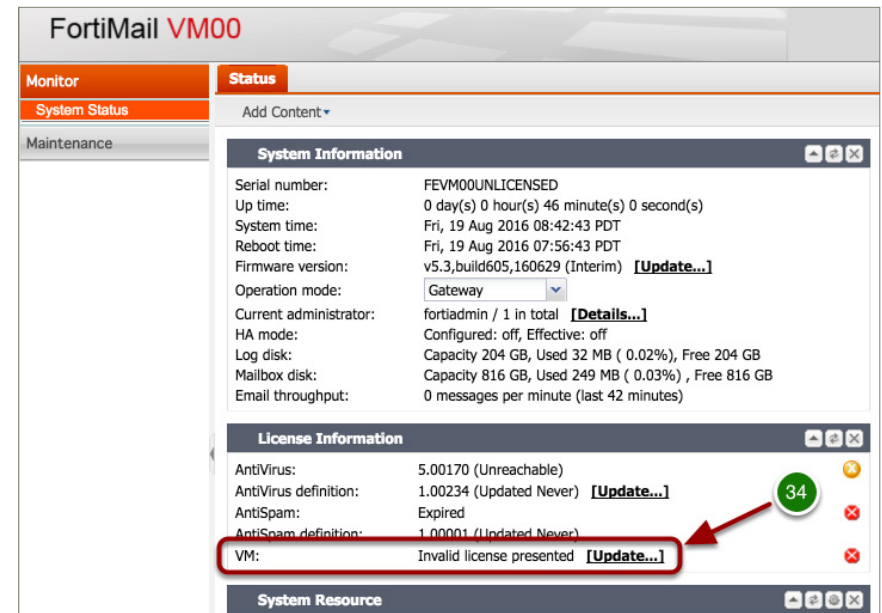 FortiMail VM00
Monitor
System Status
Maintenance
Status
Add Content
System Information
Serial number: FEVM00UNLICENSED
Up time: 0 day(s) 0 hour(s) 46 minute(s) 0 second(s)
System time: Fri, 19 Aug 2016 08:42:43 PDT
Reboot time: Fri, 19 Aug 2016 07:56:43 PDT
Firmware version: v5.3,build605,160629 (Interim) [Update...]
Operation mode: Gateway
Current administrator: fortiadmin / 1 in total [Details...]
HA mode: Configured: off, Effective: off
Log disk: Capacity 204 GB, Used 32 MB ( 0.02%), Free 204 GB
Mailbox disk: Capacity 816 GB, Used 249 MB ( 0.03%) , Free 816 GB
Email throughput: 0 messages per minute (last 42 minutes)
License Information
AntiVirus: 5.00170 (Unreachable)
AntiVirus definition: 1.00234 (Updated Never) [Update...]
34
AntiSpam: Expired
AntiSpam definition: 1.00001 (Updated Never)
VM: Invalid license presented [Update...]
System Resource